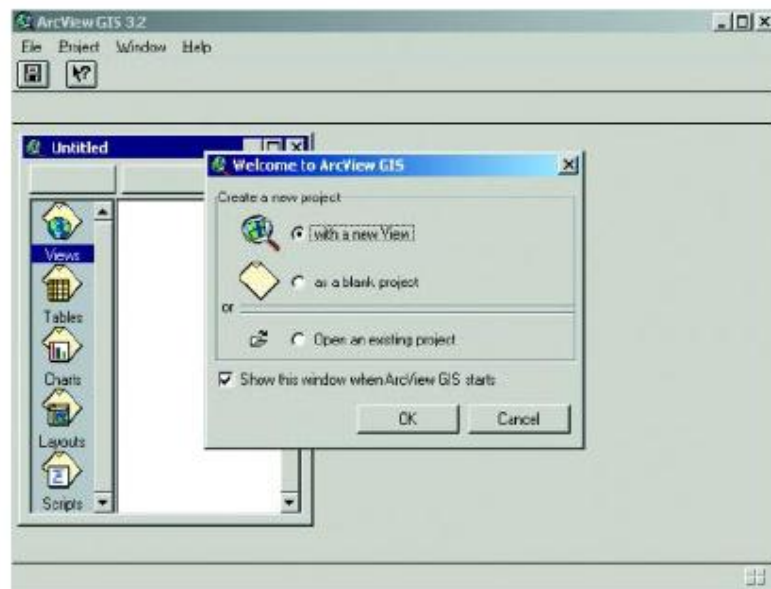 ArcView GIS 3.2
File Project Window Help
Untitled
Welcome to ArcView GIS
Create a new project
with a new View
as a blank project
or
Open an existing project
Show this window when ArcView GIS starts
OK Cancel
Views
Tables
Charts
Layouts
Scripts